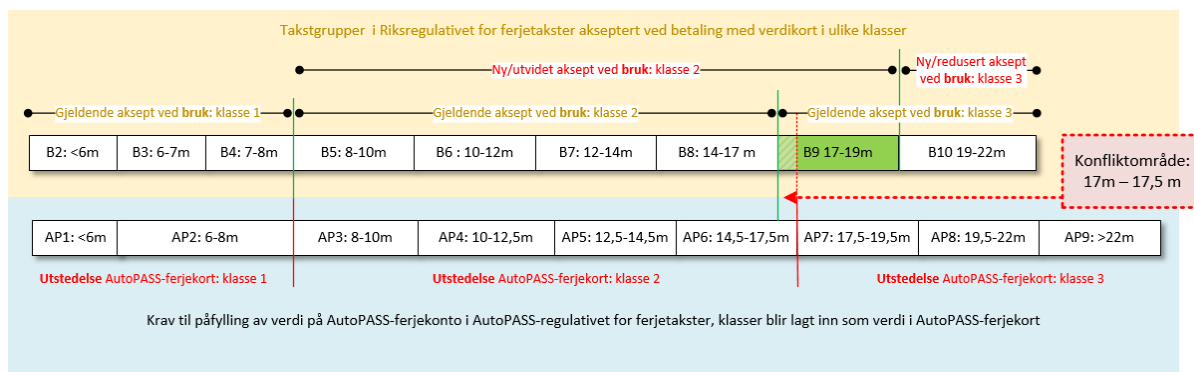 Takstgrupper i Riksregulativet for ferjetakster akseptert ved betaling med verdikort i ulike klasser
Ny/utvidet aksept ved bruk: klasse 2
Ny/redusert aksept
ved bruk: klasse 3
Gjeldende aksept ved bruk: klasse 1
Gjeldende aksept ved bruk: klasse 2
Gjeldende aksept ved bruk: klasse 3
B2: <6m
B3: 6-7m
B4: 7-8m
B5: 8-10m
B6 : 10-12m
B7: 12-14m
B8: 14-17 m
B9 17-19m
B10 19-22m
Konfliktområde:
17m – 17,5 m
AP1: <6m
AP2: 6-8m
AP3: 8-10m
AP4: 10-12,5m
AP5: 12,5-14,5m
AP6: 14,5-17,5m
AP7: 17,5-19,5m
AP8: 19,5-22m
AP9: >22m
Utstedelse AutoPASS-ferjekort: klasse 1
Utstedelse AutoPASS-ferjekort: klasse 2
Utstedelse AutoPASS-ferjekort: klasse 3
Krav til påfylling av verdi på AutoPASS-ferjekonto i AutoPASS-regulativet for ferjetakster, klasser blir lagt inn som verdi i AutoPASS-ferjekort